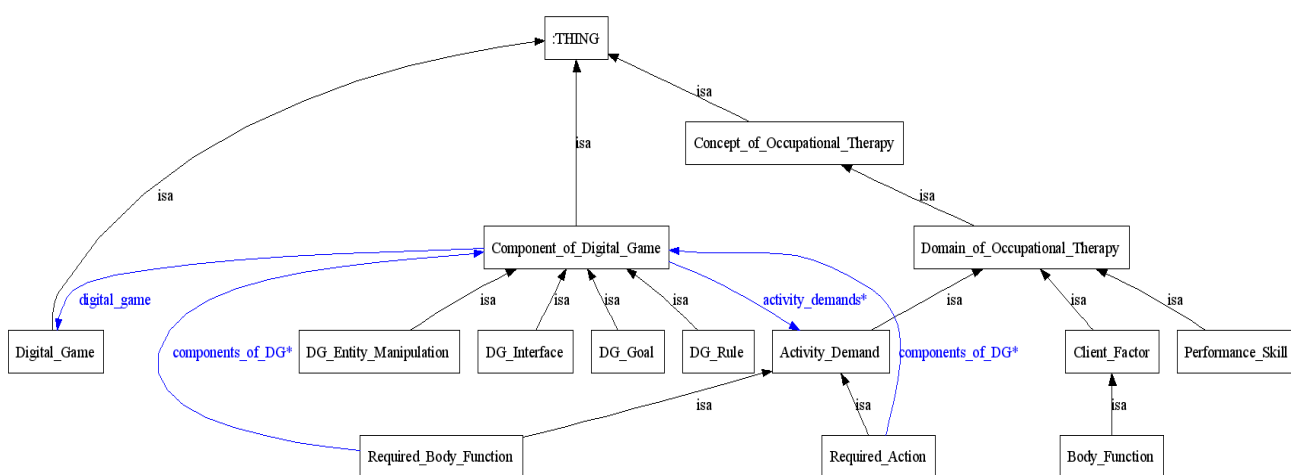 :THING
isa
Concept_of_Occupational_Therapy
isa
isa
isa
Component_of_Digital_Game
Domain_of_Occupational_Therapy
digital_game
isa
isa
isa
isa
activity_demands*
isa
isa
isa
Digital_Game
components_of_DG*
DG_Entity_Manipulation
DG_Interface
DG_Goal
DG_Rule
Activity_Demand
components_of_DG*
Client_Factor
Performance_Skill
isa
isa
isa
Required_Body_Function
Required_Action
Body_Function